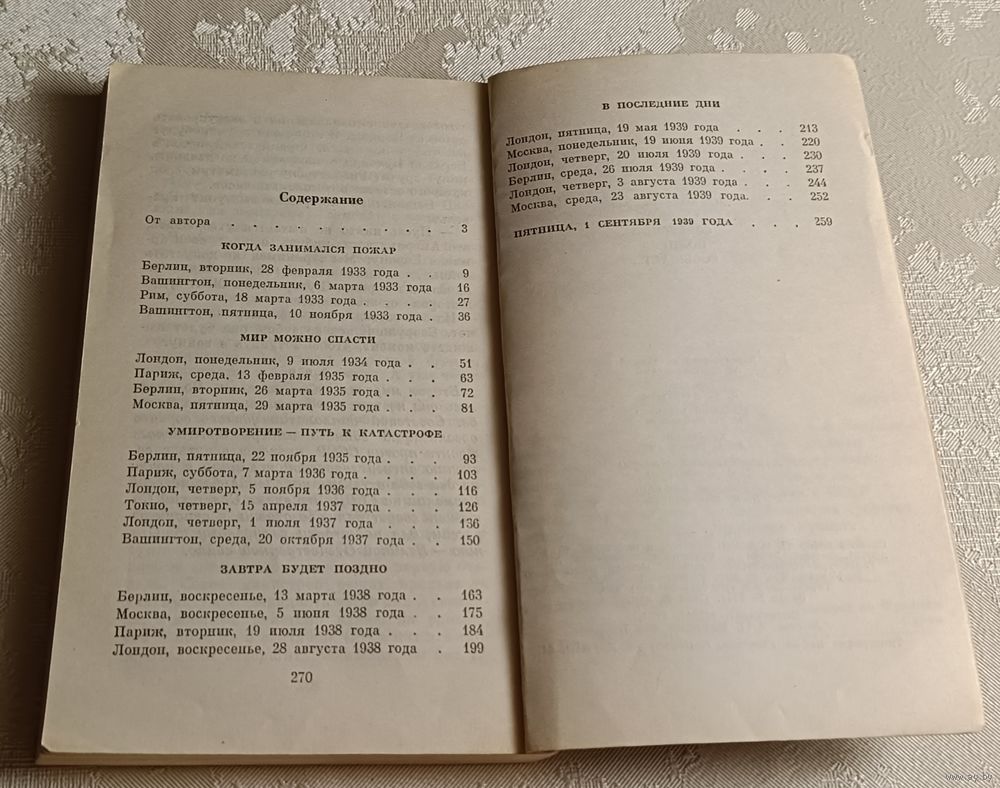 Содержание
От автора . . . . . . . . . . 3
КОГДА ЗАНИМАЛСЯ ПОЖАР
Берлин, вторник, 28 февраля 1933 года . . 9
Вашингтон, понедельник, 6 марта 1933 года 16
Рим, суббота, 18 марта 1933 года . . . . 27
Вашингтон, пятница, 10 ноября 1933 года . 36
МИР МОЖНО СПАСТИ
Лондон, понедельник, 9 июля 1934 года . . 51
Париж, среда, 13 февраля 1935 года . . . 63
Берлин, вторник, 26 марта 1935 года . . . 72
Москва, пятница, 29 марта 1935 года . . . 81
УМИРОТВОРЕНИЕ — ПУТЬ К КАТАСТРОФЕ
Берлин, пятница, 22 ноября 1935 года . . . 93
Париж, суббота, 7 марта 1936 года . . . . 103
Лондон, четверг, 5 ноября 1936 года . . . 116
Токио, четверг, 15 апреля 1937 года . . . 126
Лондон, четверг, 1 июля 1937 года . . . 136
Вашингтон, среда, 20 октября 1937 года . . 150
ЗАВТРА БУДЕТ ПОЗДНО
Берлин, воскресенье, 13 марта 1938 года . . 163
Москва, воскресенье, 5 июня 1938 года . . 175
Париж, вторник, 19 июля 1938 года . . . 184
Лондон, воскресенье, 28 августа 1938 года . 199
270
В ПОСЛЕДНИЕ ДНИ
Лондон, пятница, 19 мая 1939 года . . . 213
Москва, понедельник, 19 июня 1939 года . . 220
Лондон, четверг, 20 июля 1939 года . . . 230
Берлин, среда, 26 июля 1939 года . . . . 237
Лондон, четверг, 3 августа 1939 года . . . 244
Москва, среда, 23 августа 1939 года. . . 252
ПЯТНИЦА, 1 СЕНТЯБРЯ 1939 ГОДА . . . 259
www.ay.by